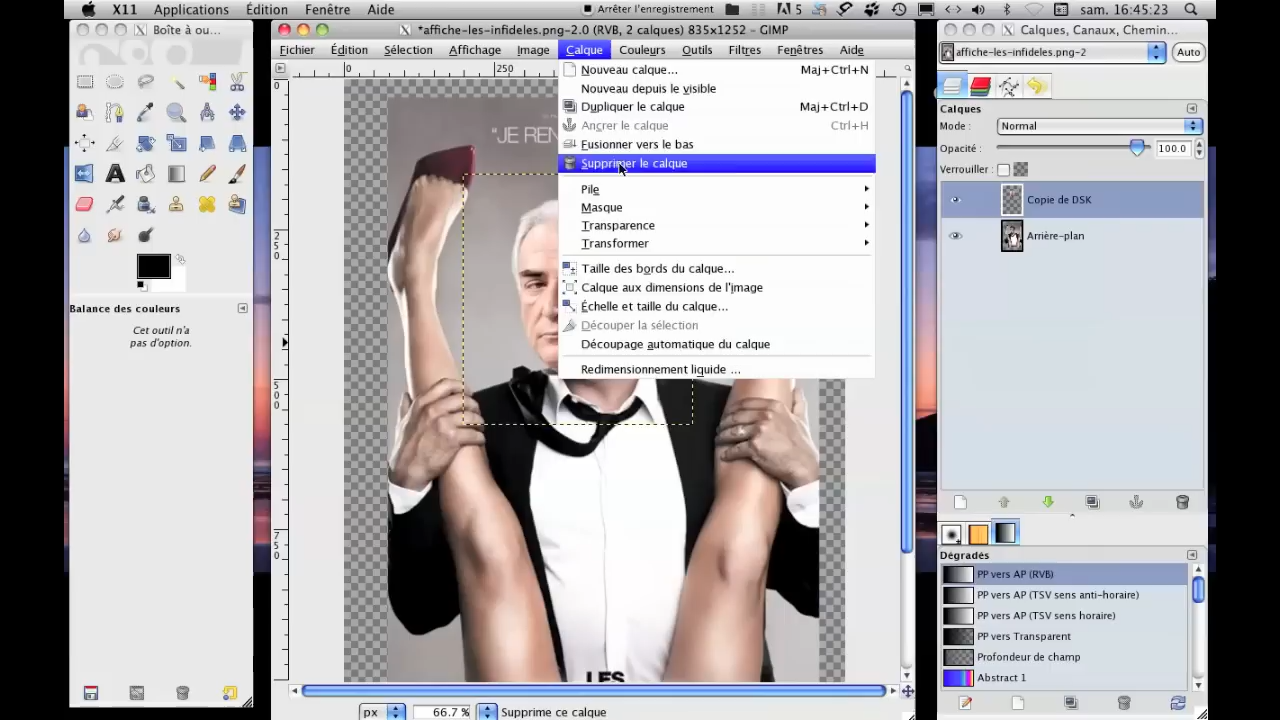 X11 Applications Édition Fenêtre Aide Arrêter l'enregistrement 5 sam. 16:45:23
Boîte à ou...
*affiche-les-infideles.png-2.0 (RVB, 2 calques) 835x1252 – GIMP
Calques, Canaux, Chemin...
Fichier Édition Sélection Affichage Image Calque Couleurs Outils Filtres Fenêtres Aide
affiche-les-infideles.png-2 Auto
0 250
0
250
500
750
"JE REN
LES
Nouveau calque... Maj+Ctrl+N
Nouveau depuis le visible
Dupliquer le calque Maj+Ctrl+D
Ancrer le calque Ctrl+H
Fusionner vers le bas
Supprimer le calque
Pile
Masque
Transparence
Transformer
Taille des bords du calque...
Calque aux dimensions de l'image
Échelle et taille du calque...
Découper la sélection
Découpage automatique du calque
Redimensionnement liquide ...
Balance des couleurs
Cet outil n'a
pas d'option.
Calques
Mode : Normal
Opacité : 100.0
Verrouiller :
Copie de DSK
Arrière-plan
Dégradés
PP vers AP (RVB)
PP vers AP (TSV sens anti-horaire)
PP vers AP (TSV sens horaire)
PP vers Transparent
Profondeur de champ
Abstract 1
px 66.7 % Supprime ce calque